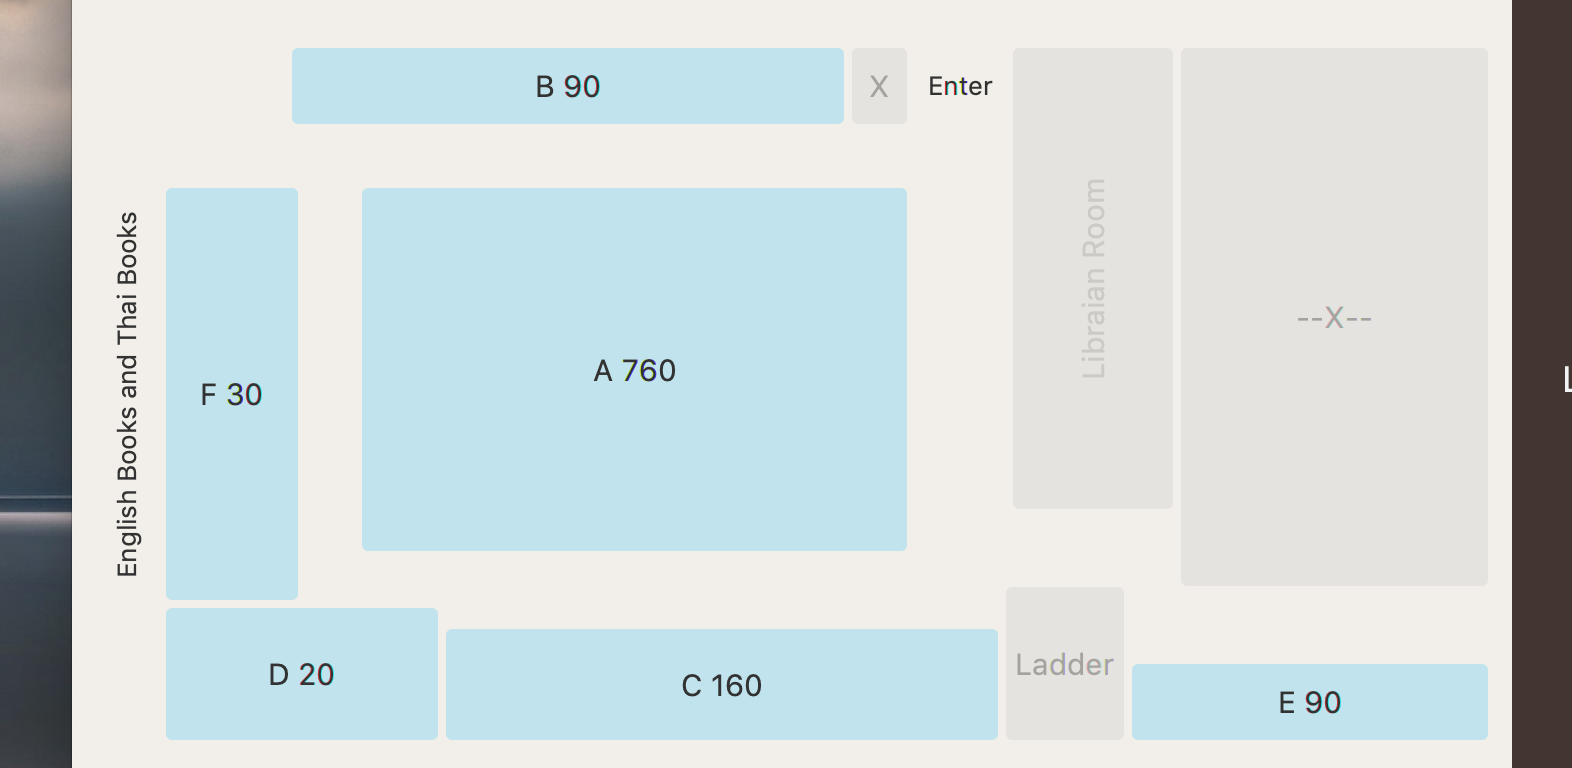 B 90
X
Enter
English Books and Thai Books
F 30
A 760
Libraian Room
--X--
D 20
C 160
Ladder
E 90